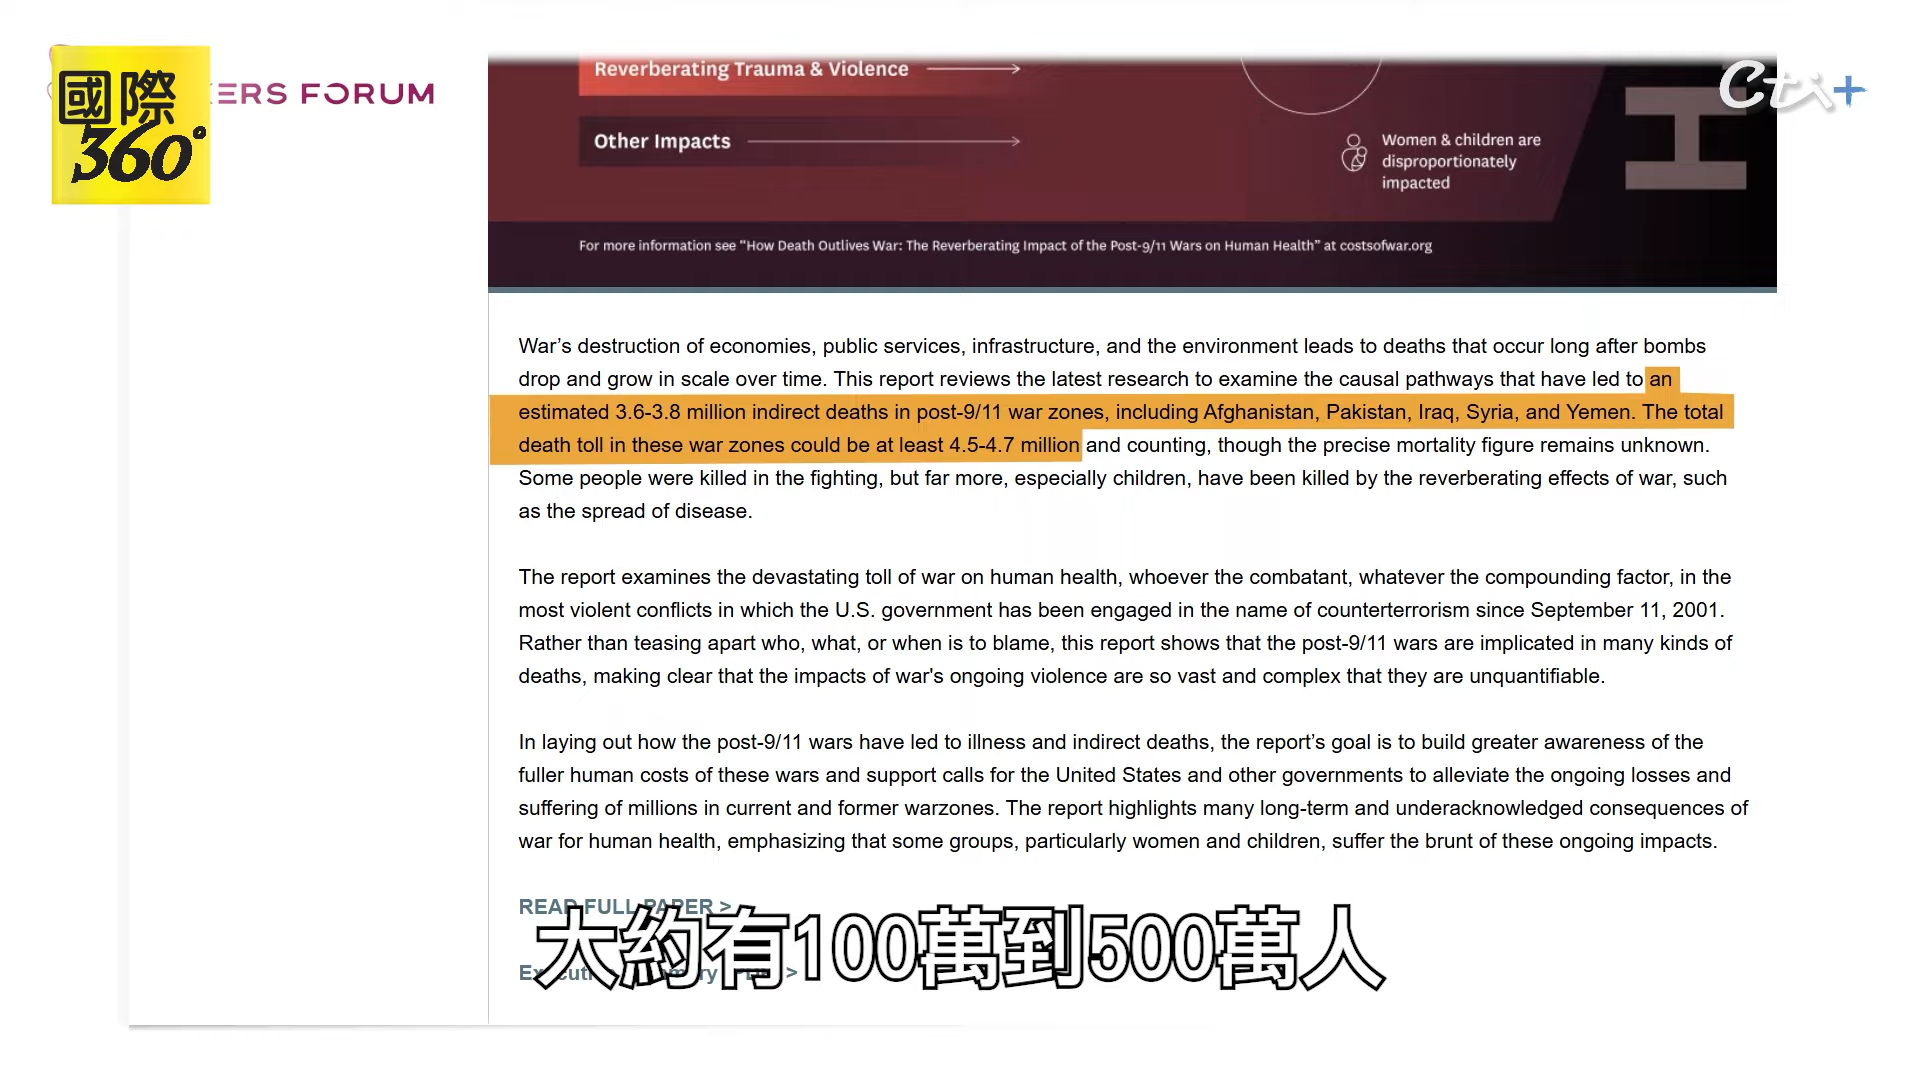 國際
360°
ERS FORUM
Cti+
Reverberating Trauma & Violence
Other Impacts
Women & children are
disproportionately
impacted
For more information see "How Death Outlives War: The Reverberating Impact of the Post-9/11 Wars on Human Health" at costsofwar.org
War’s destruction of economies, public services, infrastructure, and the environment leads to deaths that occur long after bombs
drop and grow in scale over time. This report reviews the latest research to examine the causal pathways that have led to an
estimated 3.6-3.8 million indirect deaths in post-9/11 war zones, including Afghanistan, Pakistan, Iraq, Syria, and Yemen. The total
death toll in these war zones could be at least 4.5-4.7 million and counting, though the precise mortality figure remains unknown.
Some people were killed in the fighting, but far more, especially children, have been killed by the reverberating effects of war, such
as the spread of disease.
The report examines the devastating toll of war on human health, whoever the combatant, whatever the compounding factor, in the
most violent conflicts in which the U.S. government has been engaged in the name of counterterrorism since September 11, 2001.
Rather than teasing apart who, what, or when is to blame, this report shows that the post-9/11 wars are implicated in many kinds of
deaths, making clear that the impacts of war's ongoing violence are so vast and complex that they are unquantifiable.
In laying out how the post-9/11 wars have led to illness and indirect deaths, the report’s goal is to build greater awareness of the
fuller human costs of these wars and support calls for the United States and other governments to alleviate the ongoing losses and
suffering of millions in current and former warzones. The report highlights many long-term and underacknowledged consequences of
war for human health, emphasizing that some groups, particularly women and children, suffer the brunt of these ongoing impacts.
READ FULL PAPER >
大約有100萬到500萬人